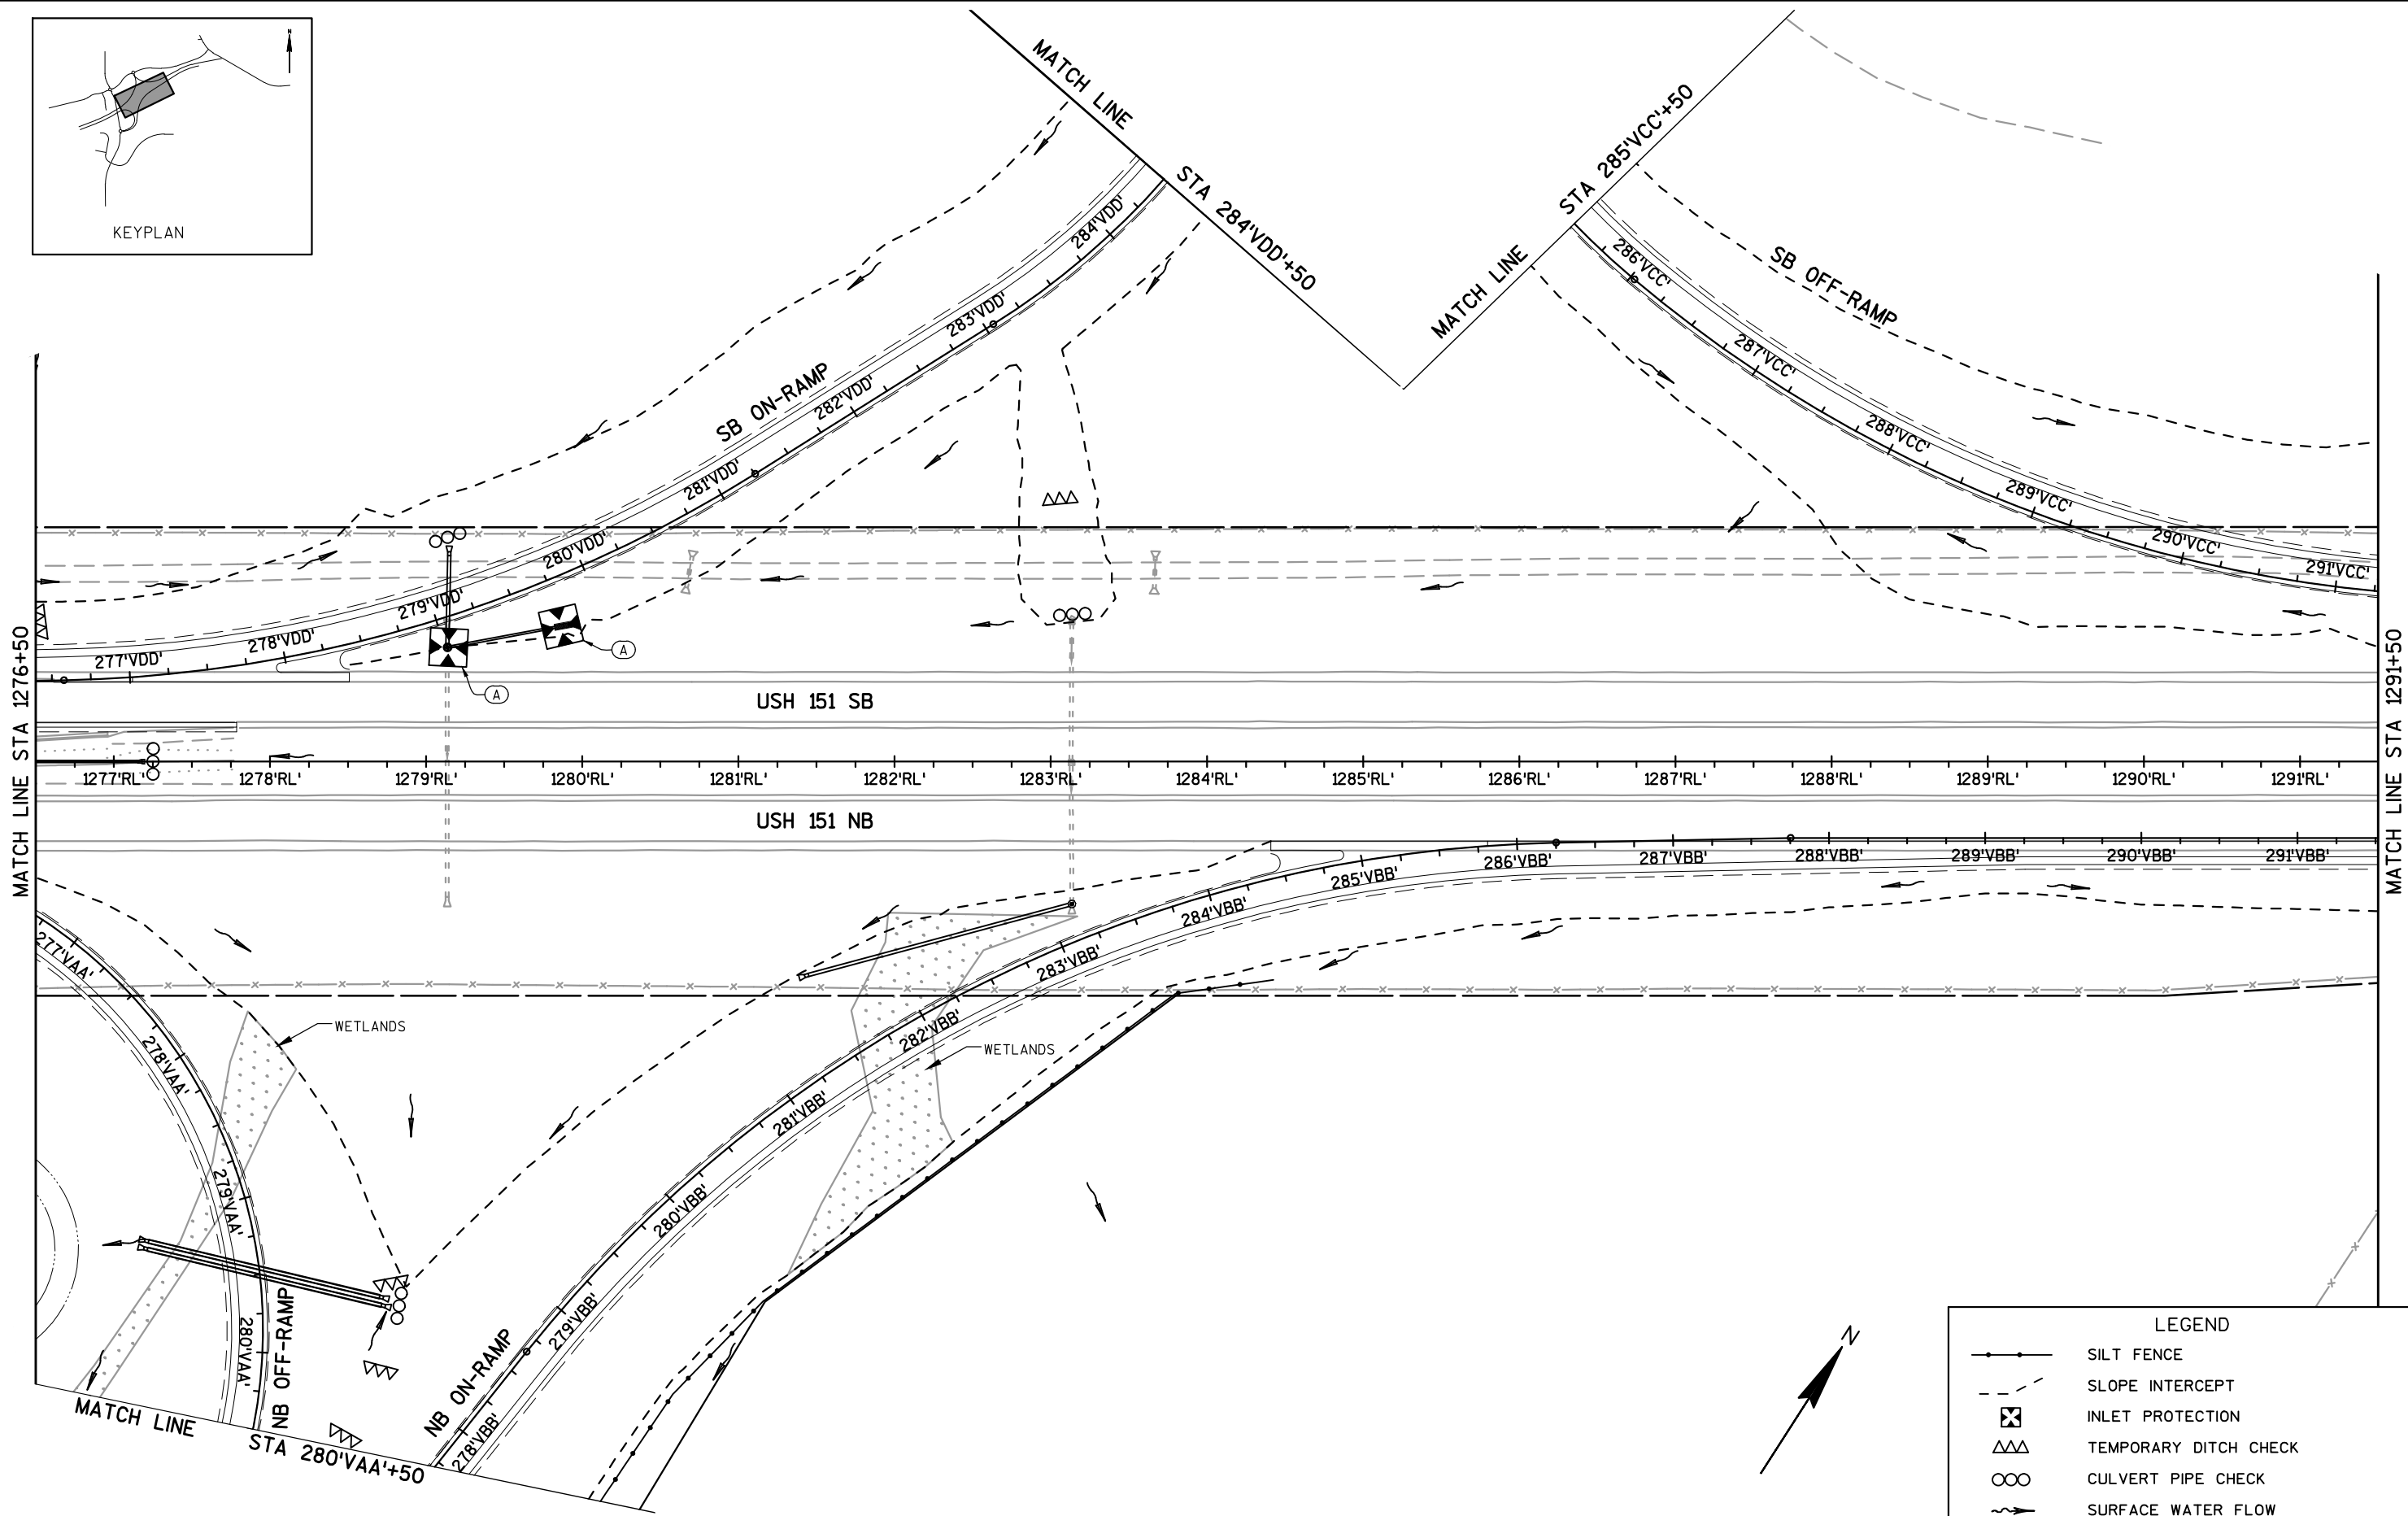 N
KEYPLAN
MATCH LINE
STA 284'VDD'+50
MATCH LINE
STA 285'VCC'+50
SB OFF-RAMP
286'VCC'
287'VCC'
288'VCC'
289'VCC'
290'VCC'
291'VCC'
284'VDD'
283'VDD'
282'VDD'
281'VDD'
280'VDD'
279'VDD'
278'VDD'
277'VDD'
SB ON-RAMP
A
A
MATCH LINE STA 1276+50
MATCH LINE STA 1291+50
USH 151 SB
1277'RL'
1278'RL'
1279'RL'
1280'RL'
1281'RL'
1282'RL'
1283'RL'
1284'RL'
1285'RL'
1286'RL'
1287'RL'
1288'RL'
1289'RL'
1290'RL'
1291'RL'
USH 151 NB
286'VBB'
287'VBB'
288'VBB'
289'VBB'
290'VBB'
291'VBB'
285'VBB'
284'VBB'
283'VBB'
282'VBB'
281'VBB'
280'VBB'
279'VBB'
278'VBB'
NB ON-RAMP
277'VAA'
278'VAA'
279'VAA'
280'VAA'
NB OFF-RAMP
WETLANDS
WETLANDS
MATCH LINE
STA 280'VAA'+50
N
LEGEND
SILT FENCE
SLOPE INTERCEPT
INLET PROTECTION
TEMPORARY DITCH CHECK
CULVERT PIPE CHECK
SURFACE WATER FLOW